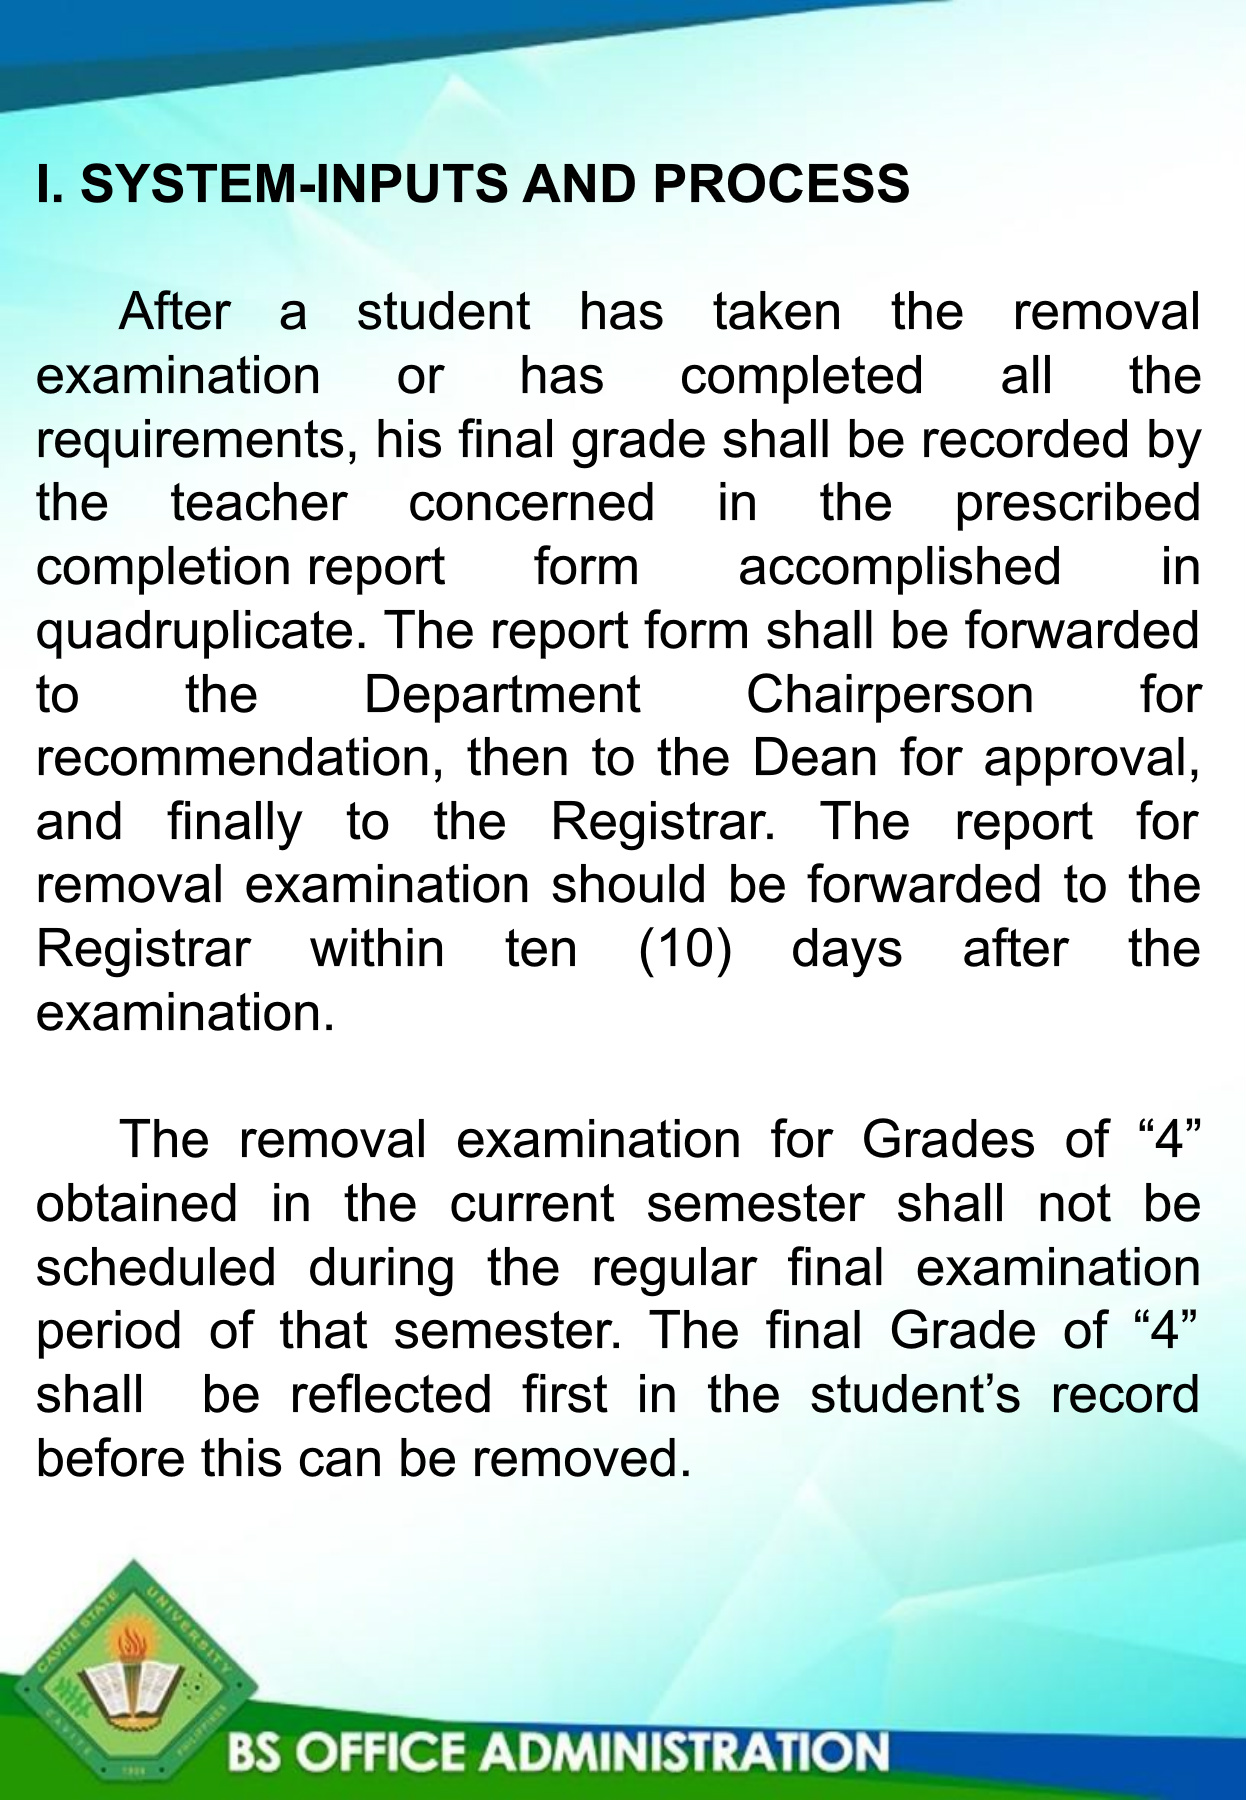 I. SYSTEM-INPUTS AND PROCESS
After a student has taken the removal
examination or has completed all the
requirements, his final grade shall be recorded by
the teacher concerned in the prescribed
completion report form accomplished in
quadruplicate. The report form shall be forwarded
to the Department Chairperson for
recommendation, then to the Dean for approval,
and finally to the Registrar. The report for
removal examination should be forwarded to the
Registrar within ten (10) days after the
examination.
The removal examination for Grades of “4”
obtained in the current semester shall not be
scheduled during the regular final examination
period of that semester. The final Grade of “4”
shall be reflected first in the student’s record
before this can be removed.
CAVITE STATE UNIVERSITY
CAVITE PHILIPPINES
BS OFFICE ADMINISTRATION